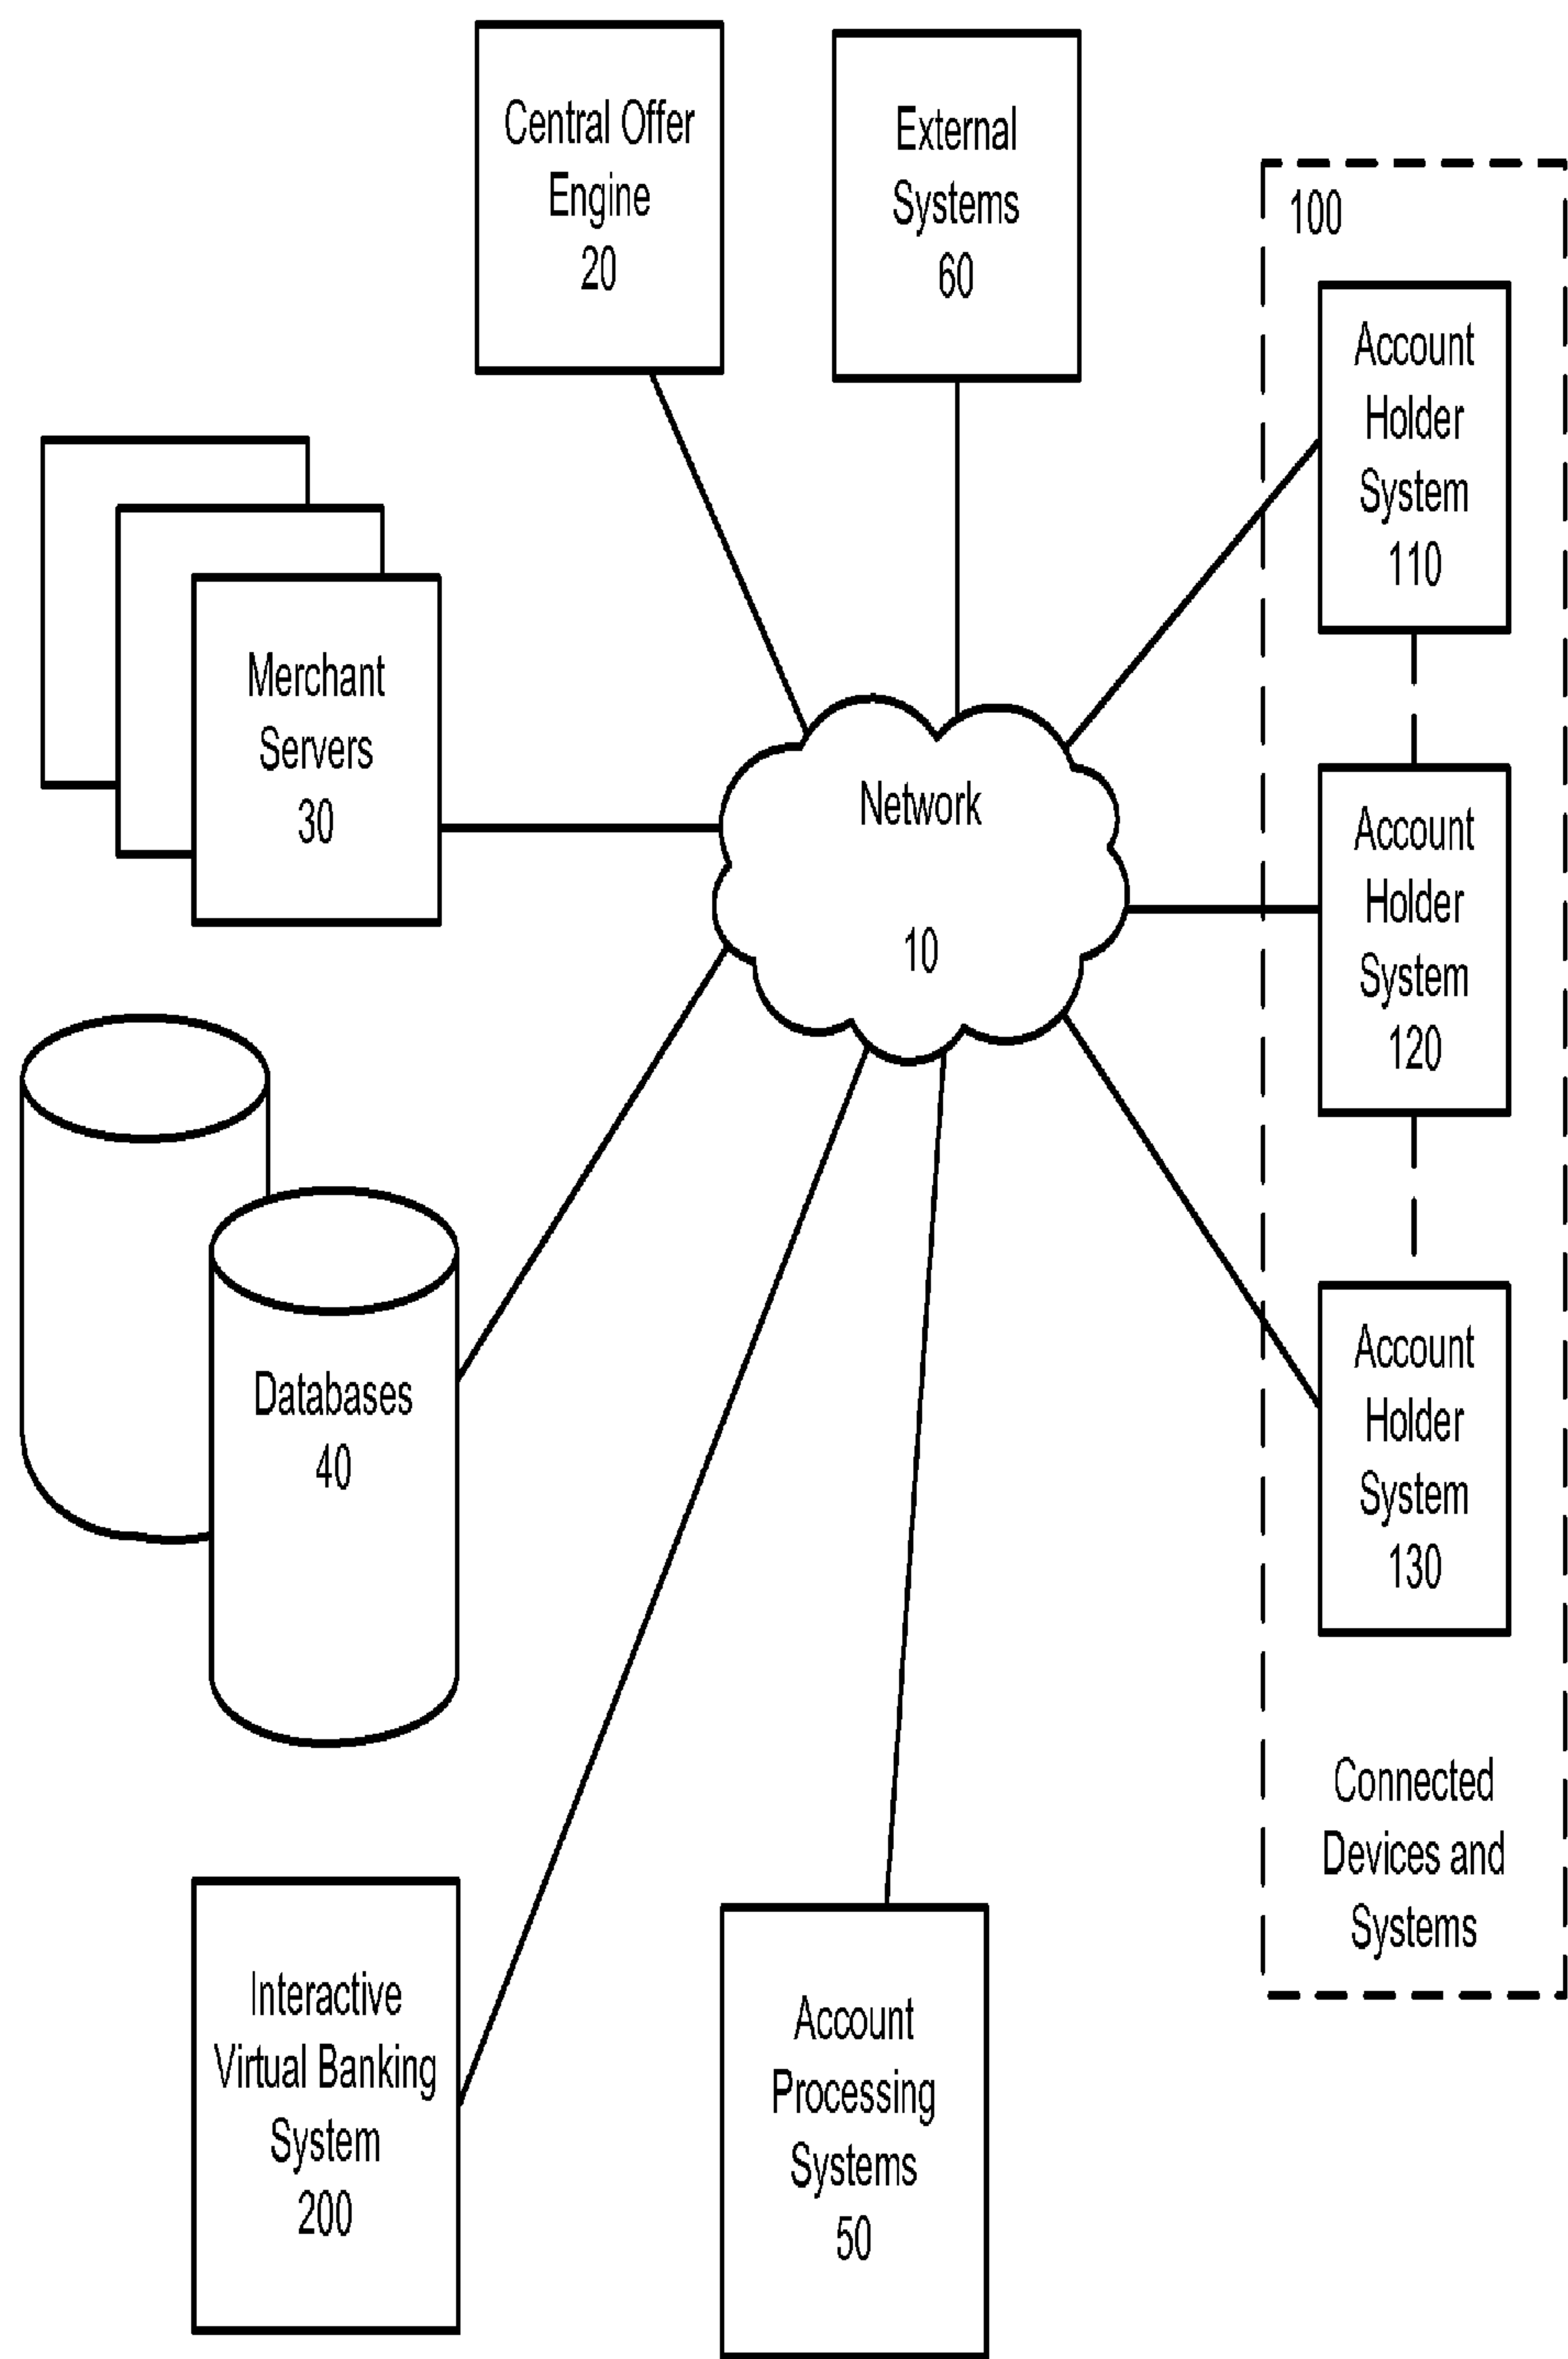 Central Offer
Engine
20
External
Systems
60
100
Account
Holder
System
110
Merchant
Servers
30
Network
10
Account
Holder
System
120
Databases
40
Account
Holder
System
130
Connected
Devices and
Systems
Interactive
Virtual Banking
System
200
Account
Processing
Systems
50